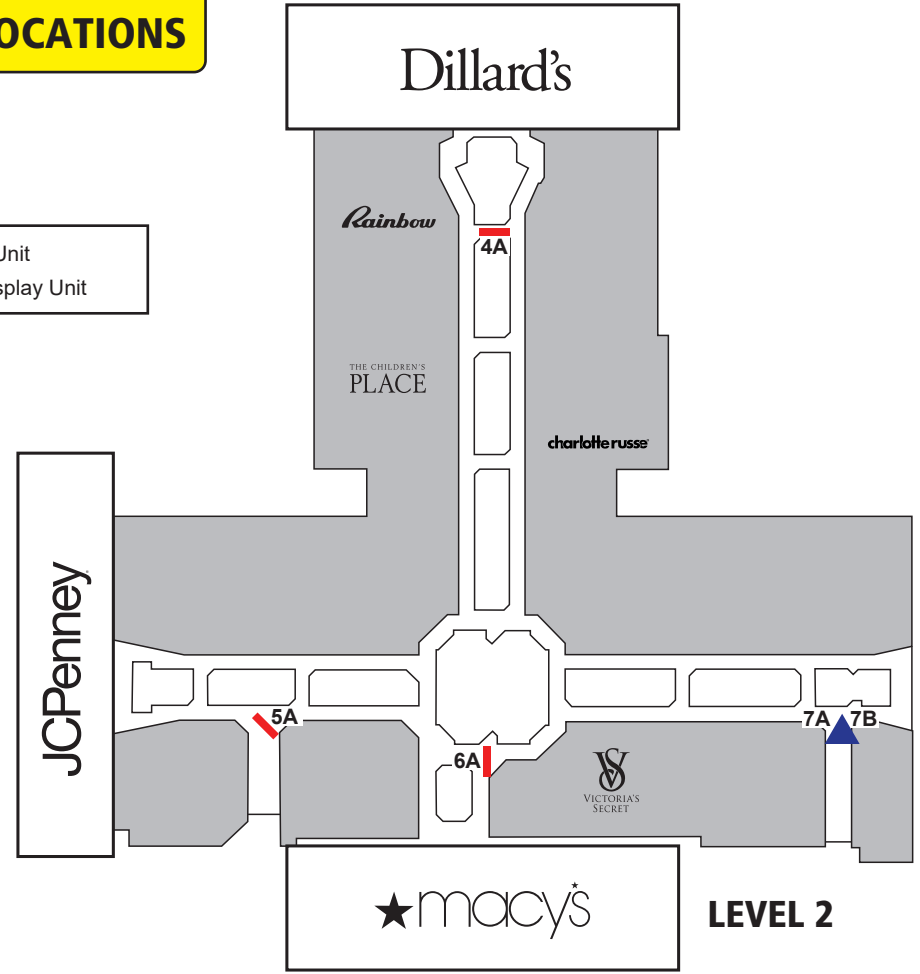 OCATIONS
Dillard's
Rainbow
Unit
4A
splay Unit
THE CHILDREN'S
PLACE
charlotte russe
JCPenney
5A
7A 7B
6A
VS
VICTORIA'S
SECRET
macy's
LEVEL 2